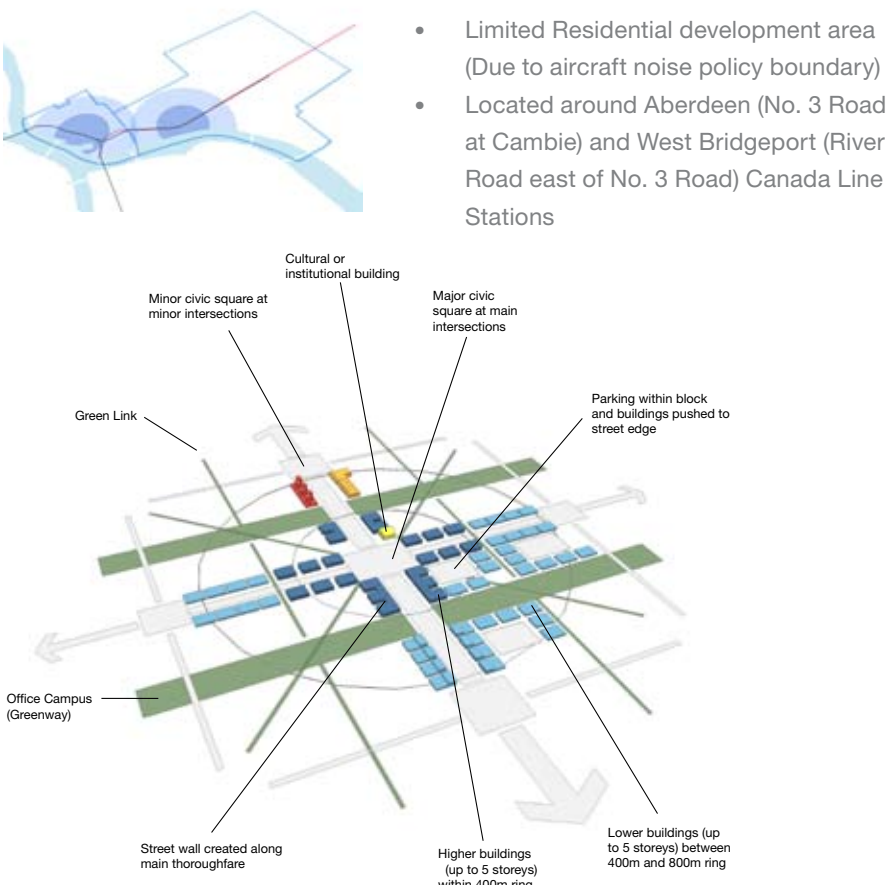 • Limited Residential development area
(Due to aircraft noise policy boundary)
• Located around Aberdeen (No. 3 Road
at Cambie) and West Bridgeport (River
Road east of No. 3 Road) Canada Line
Stations
Cultural or
institutional building
Minor civic square at
minor intersections
Major civic
square at main
intersections
Parking within block
and buildings pushed to
street edge
Green Link
Office Campus
(Greenway)
Street wall created along
main thoroughfare
Higher buildings
(up to 5 storeys)
within 400m ring
Lower buildings (up
to 5 storeys) between
400m and 800m ring